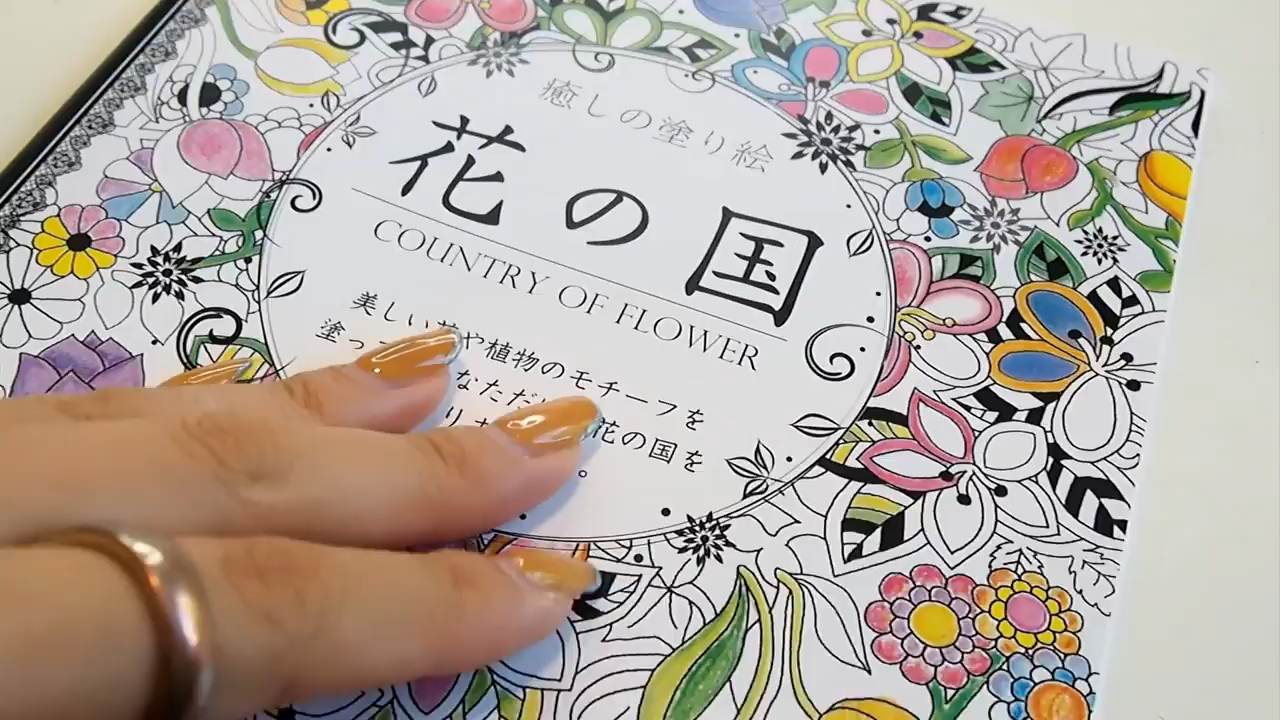 癒しの塗り絵
花の国
COUNTRY OF FLOWER
美しい花や植物のモチーフを
塗っ
なただ
花の国を
。